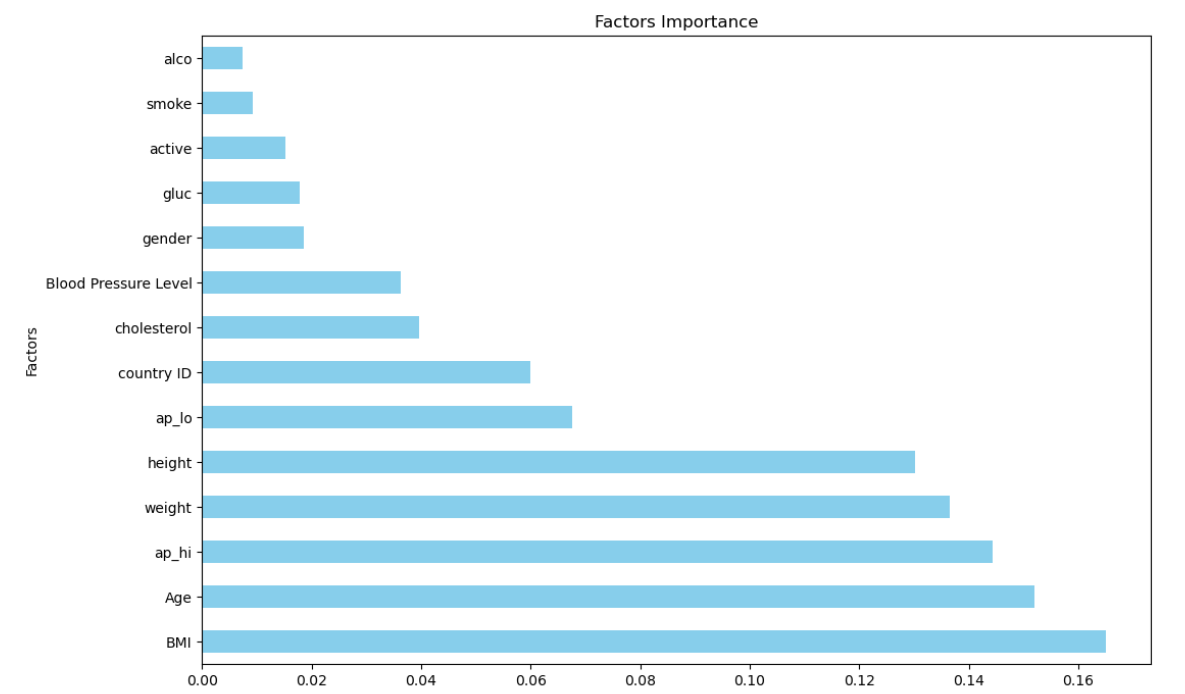 Factors Importance
alco
smoke
active
gluc
gender
Blood Pressure Level
cholesterol
country ID
ap_lo
height
weight
ap_hi
Age
BMI
Factors
0.00 0.02 0.04 0.06 0.08 0.10 0.12 0.14 0.16